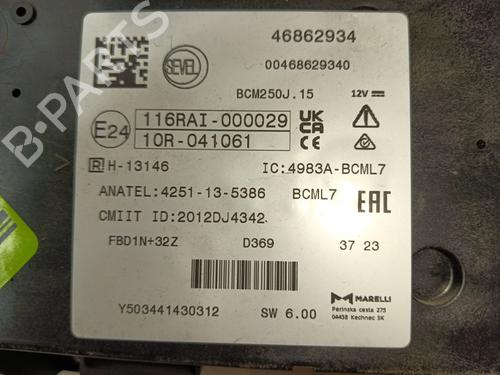 46862934
SEVEL
00468629340
BCM250J.15
12V
E24
116RAI-000029
10R-041061
UK CA
CE
R H-13146
IC:4983A-BCML7
ANATEL:4251-13-5386
BCML7
EAC
CMIIT ID:2012DJ4342
FBD1N+32Z
D369
37 23
Y503441430312
SW 6.00
MARELLI
Perinska cesta 275
04458 Kechnec SK
B-PARTS